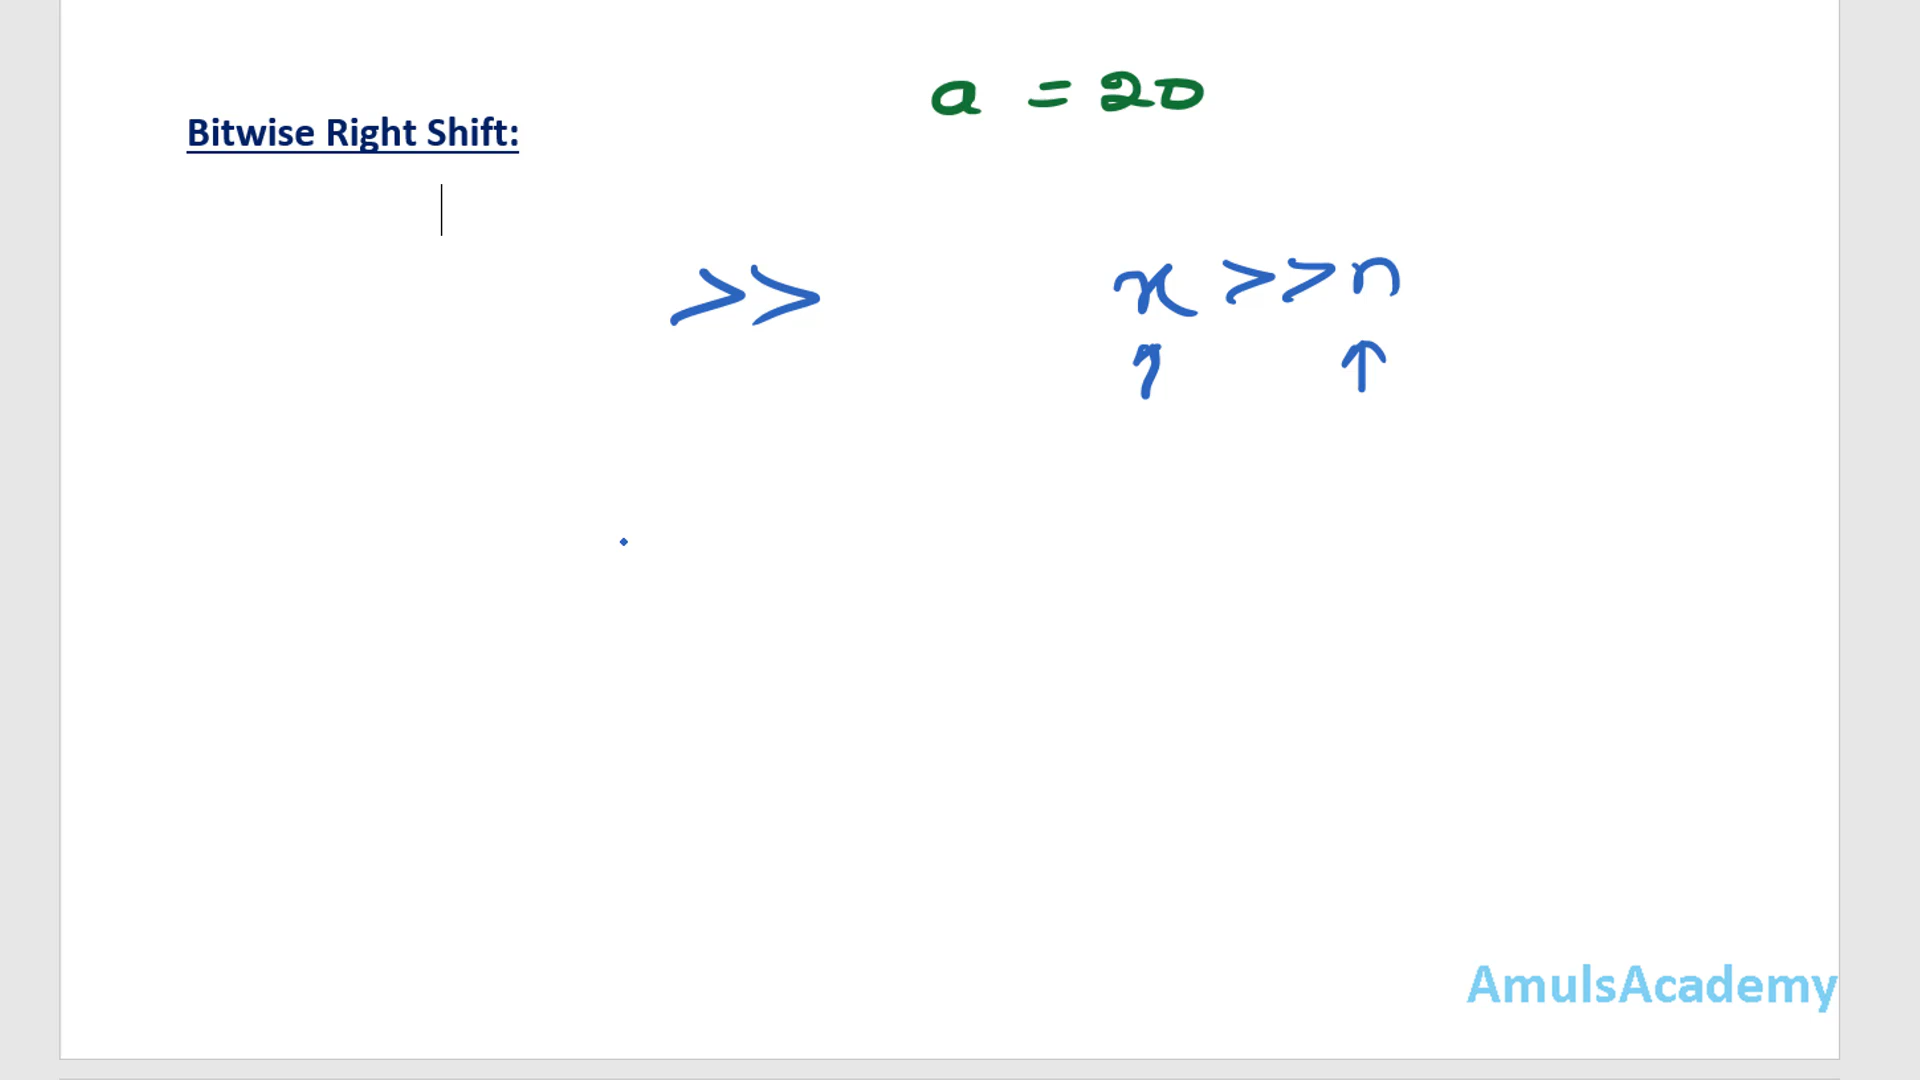 a = 20
Bitwise Right Shift:
>> x >> n
AmulsAcademy